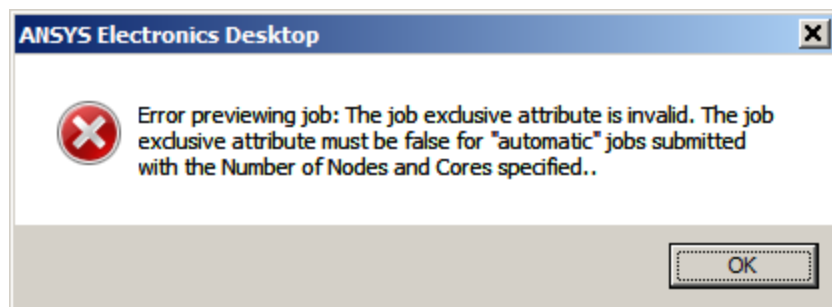 ANSYS Electronics Desktop
Error previewing job: The job exclusive attribute is invalid. The job
exclusive attribute must be false for "automatic" jobs submitted
with the Number of Nodes and Cores specified..
OK